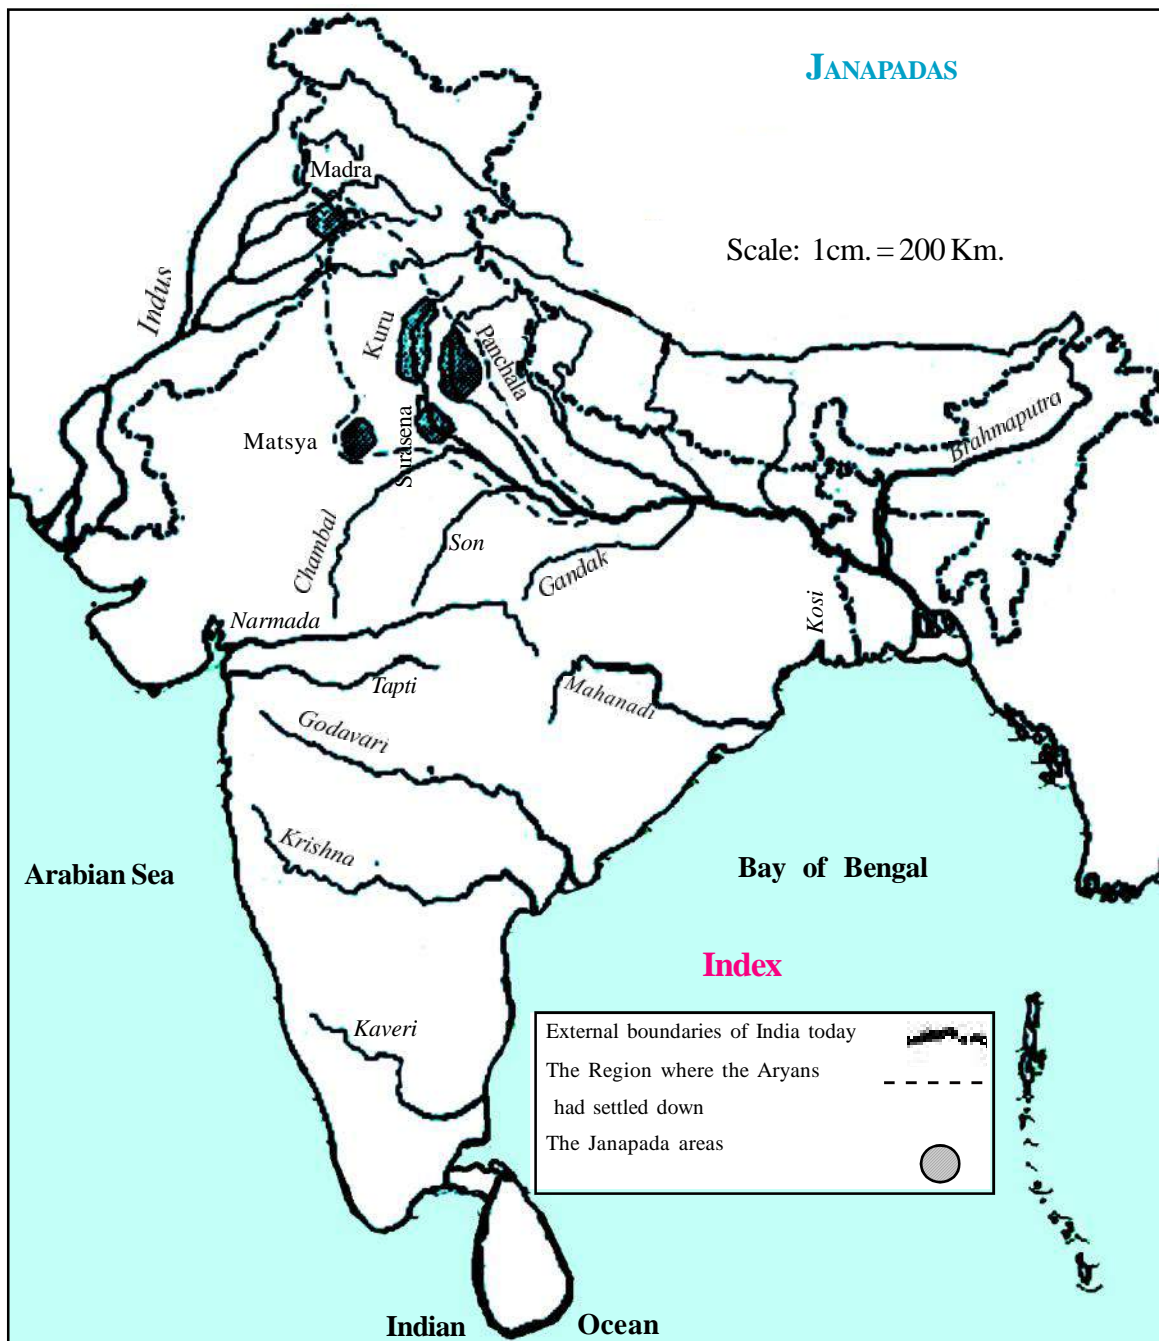 JANAPADAS
Madra
Scale: 1cm. = 200 Km.
Indus
Kuru
Panchala
Matsya
Surasena
Brahmaputra
Chambal
Son
Gandak
Kosi
Narmada
Tapti
Mahanadi
Godavari
Krishna
Arabian Sea
Bay of Bengal
Index
Kaveri
External boundaries of India today
The Region where the Aryans
had settled down
The Janapada areas
Indian Ocean